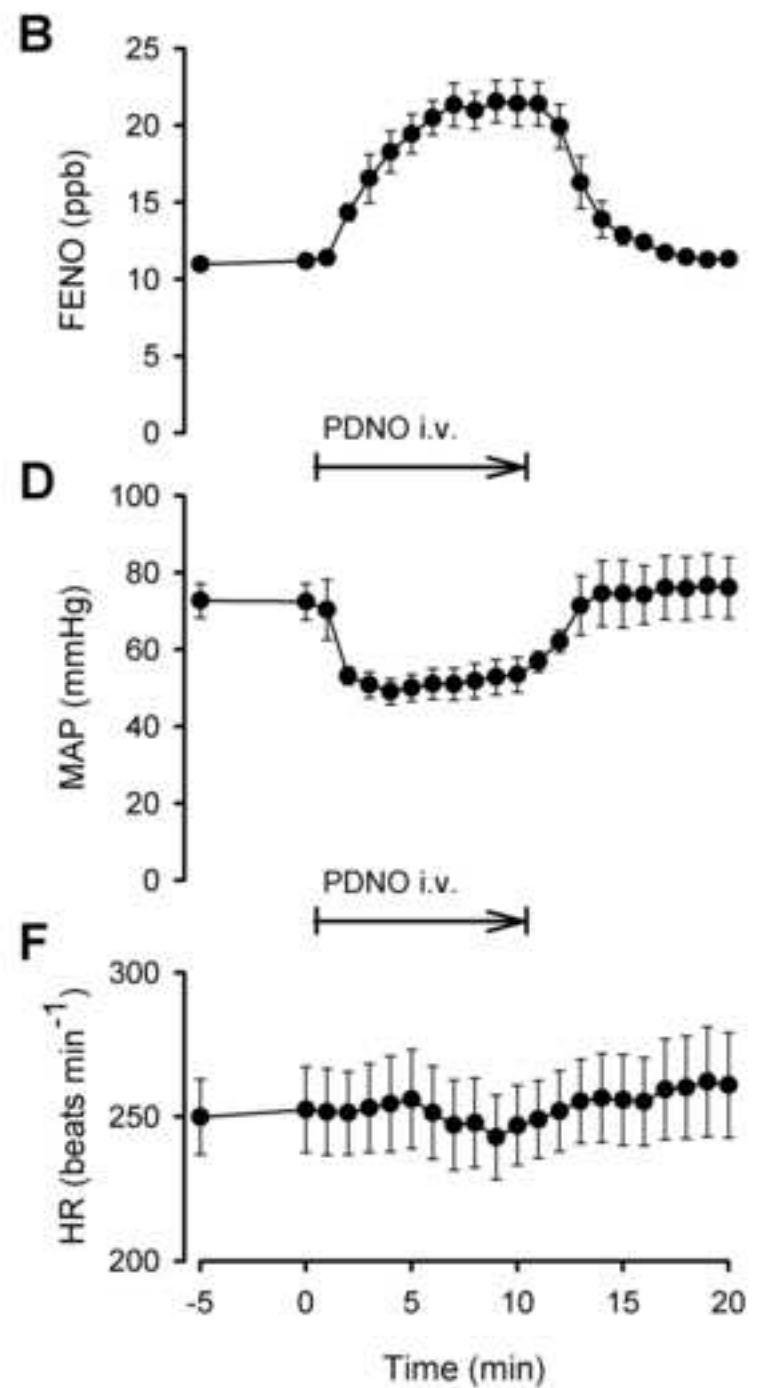 B
25
20
15
10
5
0
FENO (ppb)
PDNO i.v.
D
100
80
60
40
20
0
MAP (mmHg)
PDNO i.v.
F
300
250
200
HR (beats min⁻¹)
-5 0 5 10 15 20
Time (min)